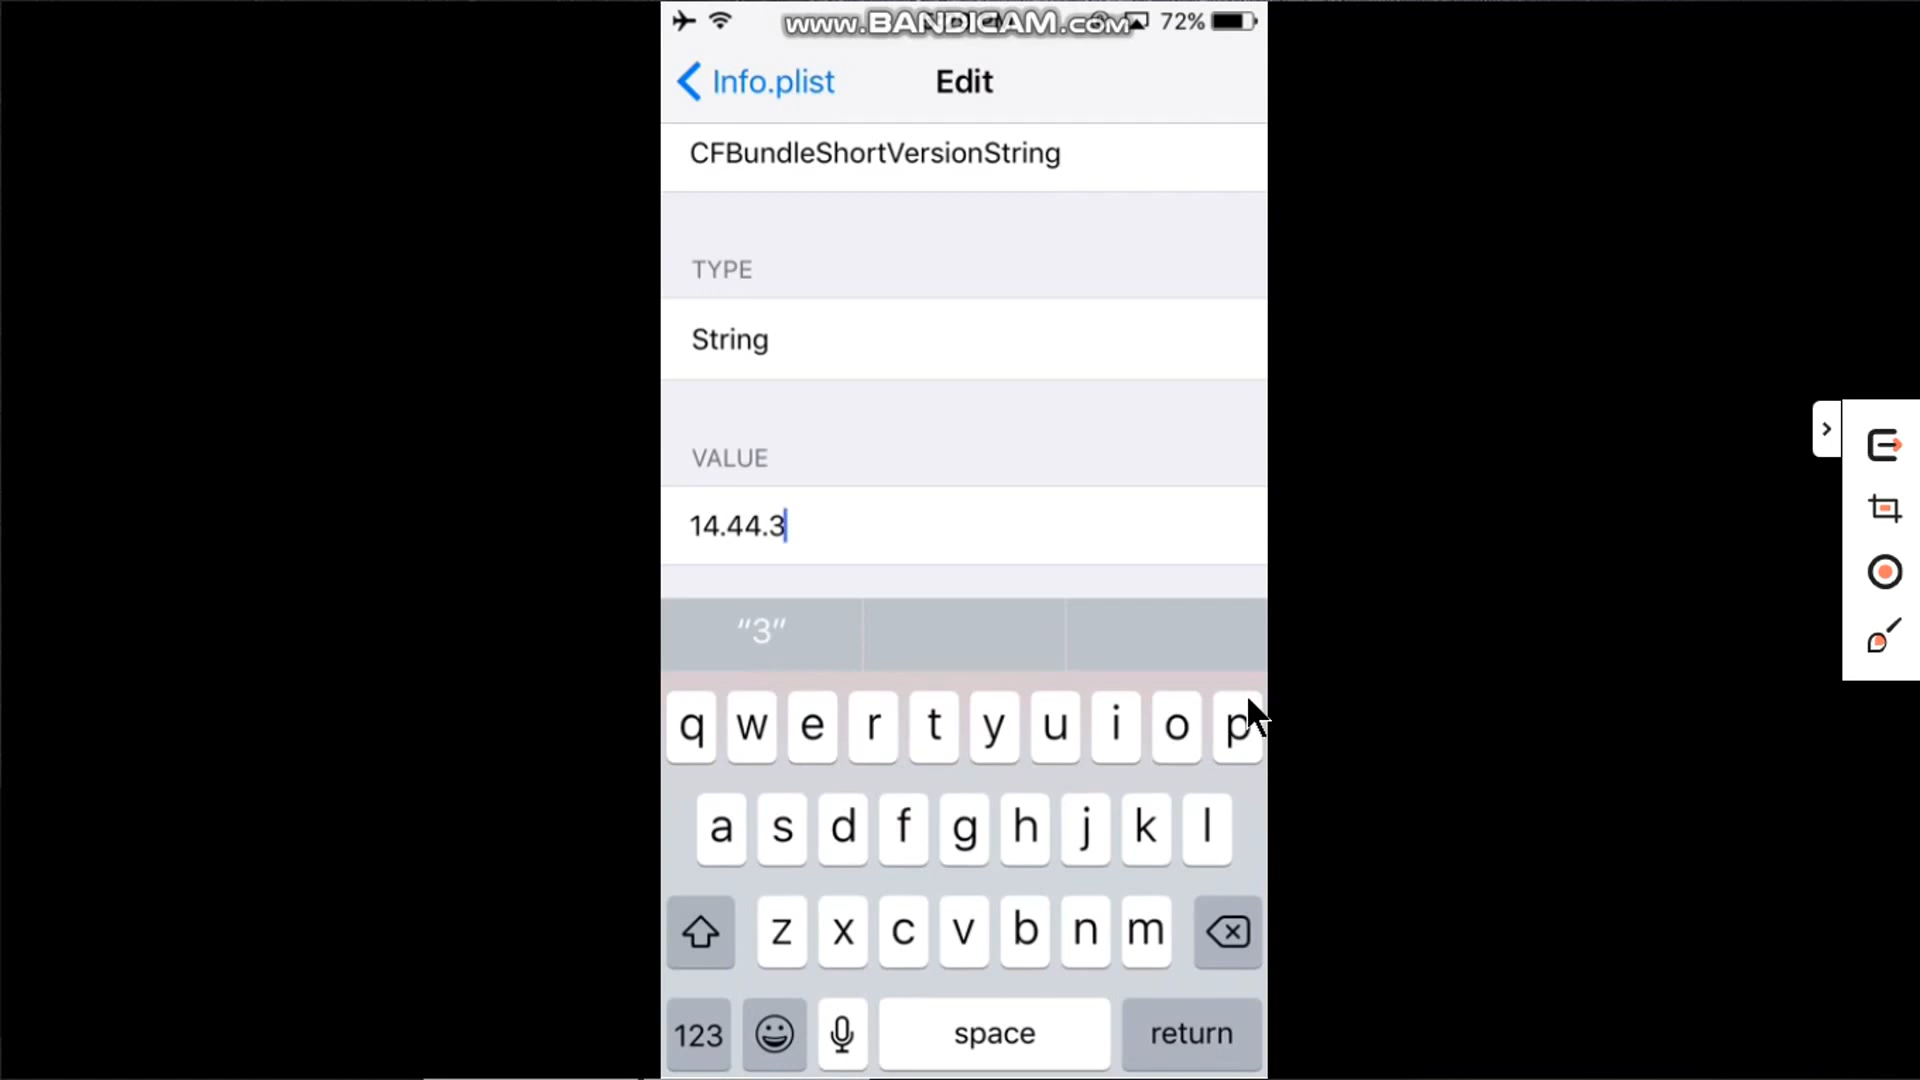 www.BANDICAM.com
72%
Info.plist
Edit
CFBundleShortVersionString
TYPE
String
VALUE
14.44.3
“3”
q w e r t y u i o p
a s d f g h j k l
z x c v b n m
123 space return